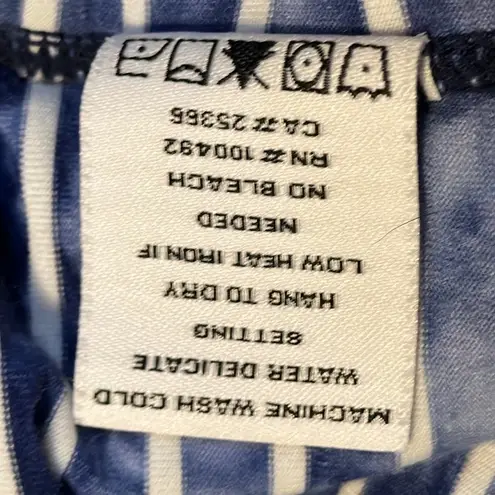 MACHINE WASH COLD
WATER DELICATE
SETTING
HANG TO DRY
LOW HEAT IRON IF
NEEDED
NO BLEACH
RN# 100492
CA# 25366